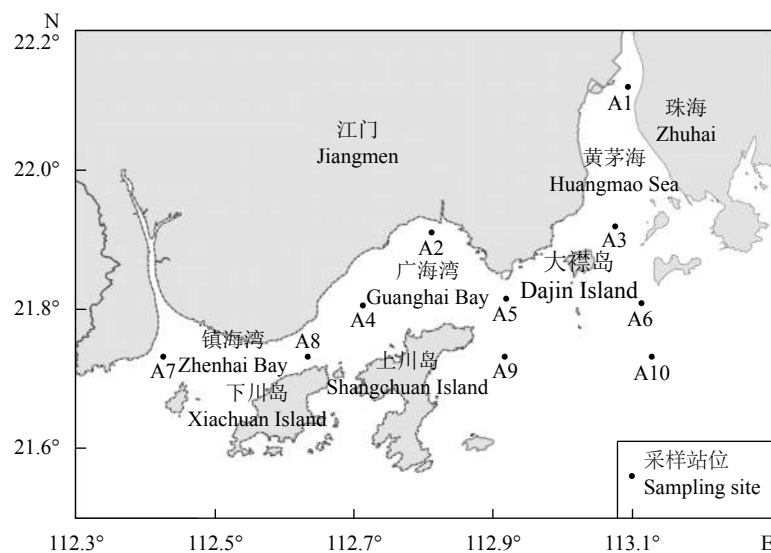 N
22.2°
A1
珠海
Zhuhai
江门
Jiangmen
22.0°
黄茅海
Huangmao Sea
A2
A3
广海湾
Guanghai Bay
大襟岛
Dajin Island
21.8°
A4
A5
A6
镇海湾
Zhenhai Bay
A7
A8
上川岛
Shangchuan Island
A9
A10
下川岛
Xiachuan Island
21.6°
采样站位
Sampling site
112.3°
112.5°
112.7°
112.9°
113.1°
E